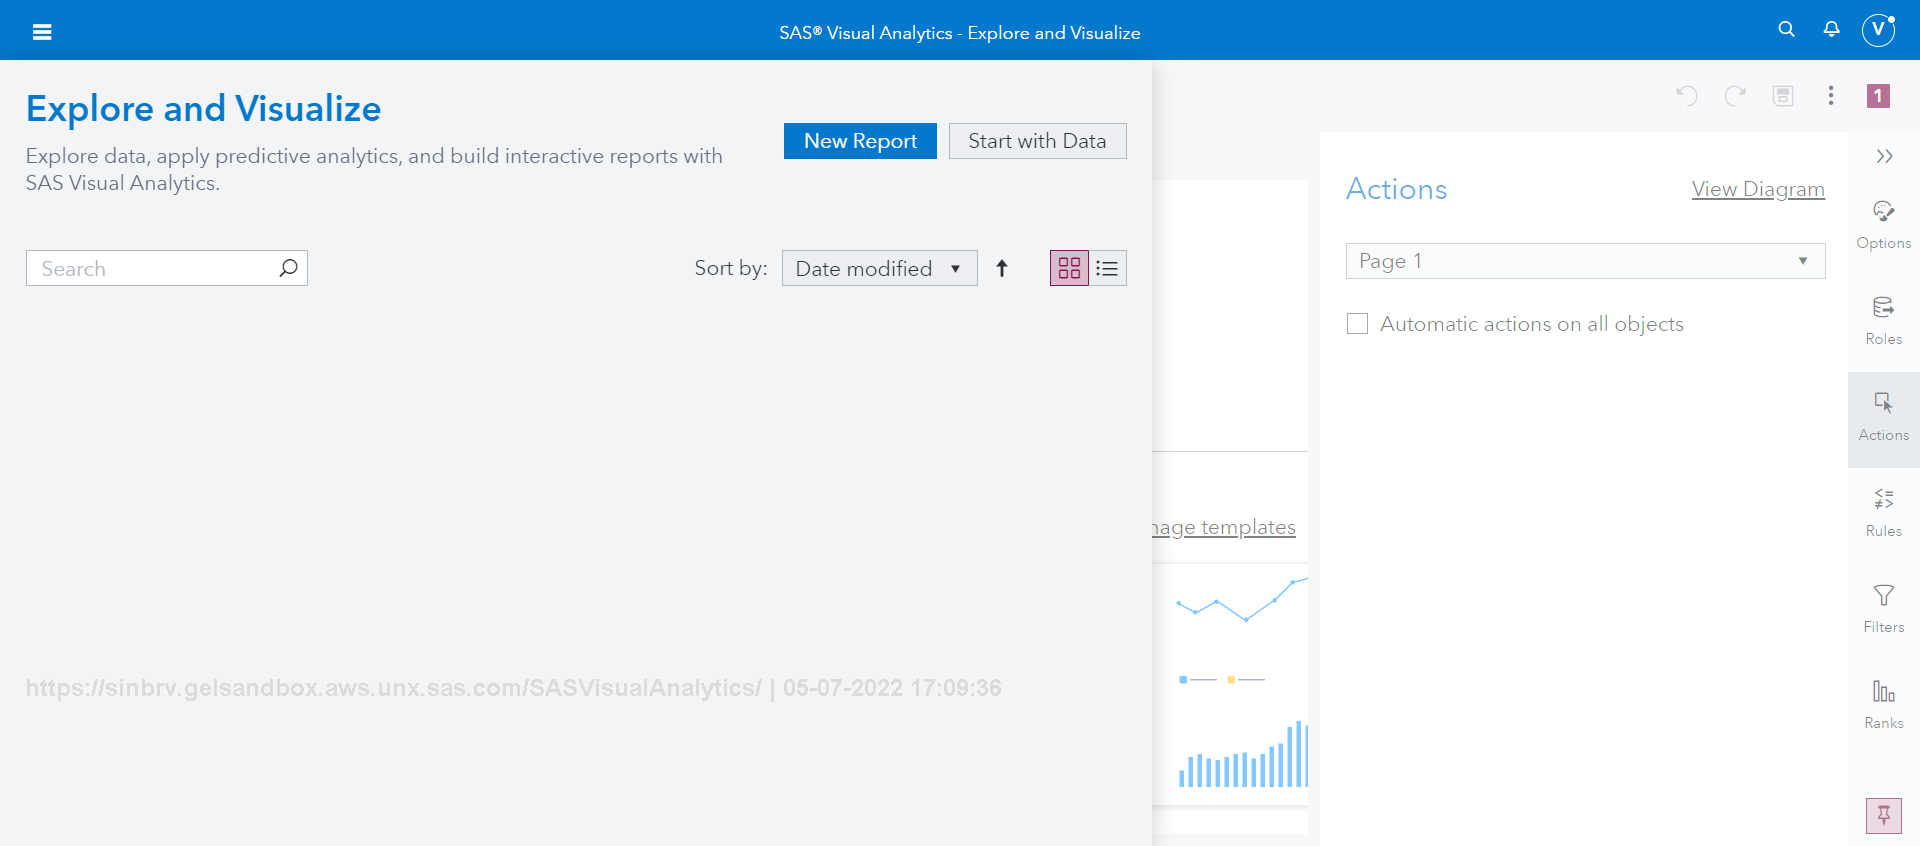 SAS® Visual Analytics - Explore and Visualize
V
Explore and Visualize
Explore data, apply predictive analytics, and build interactive reports with
SAS Visual Analytics.
New Report
Start with Data
Search
Sort by:
Date modified
1
Actions
View Diagram
Page 1
Automatic actions on all objects
Options
Roles
Actions
Rules
Filters
Ranks
nage templates
https://sinbrv.gelsandbox.aws.unx.sas.com/SASVisualAnalytics/ | 05-07-2022 17:09:36